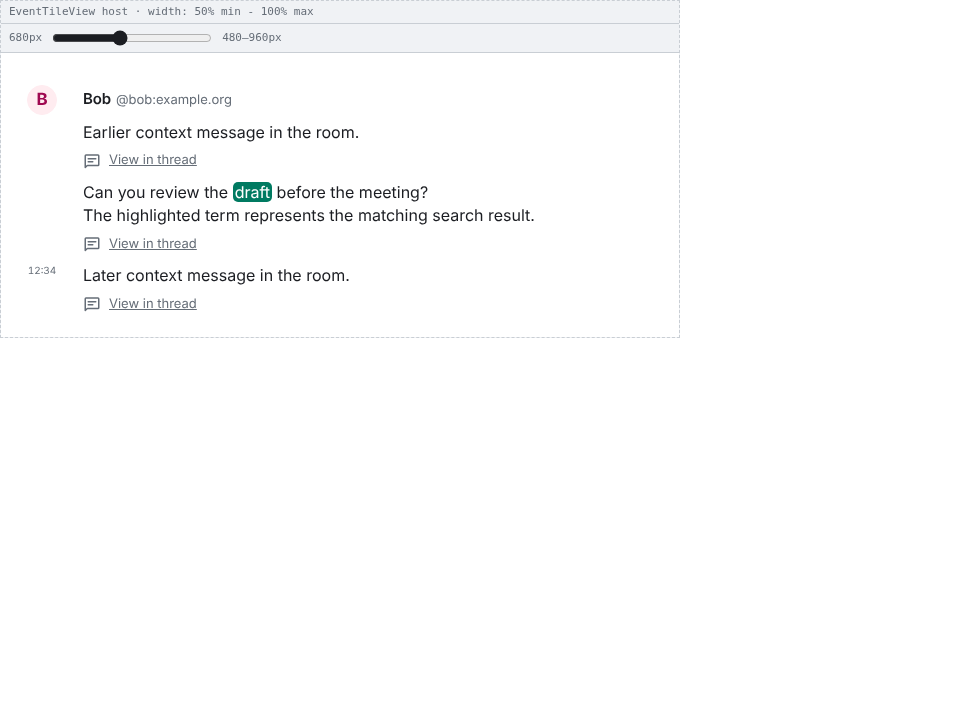 EventTileView host · width: 50% min - 100% max
680px 480–960px
B Bob @bob:example.org
Earlier context message in the room.
View in thread
Can you review the draft before the meeting?
The highlighted term represents the matching search result.
View in thread
12:34 Later context message in the room.
View in thread